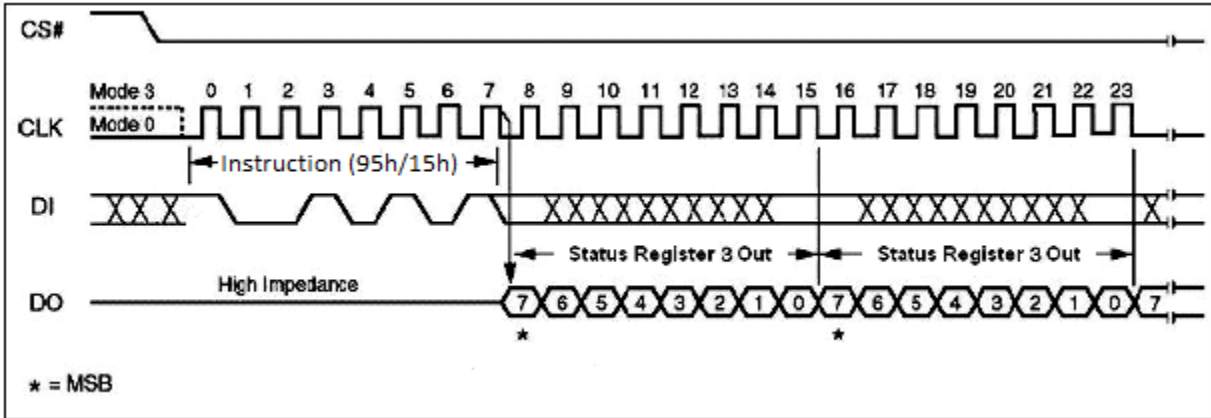 CS#
Mode 3
0 1 2 3 4 5 6 7 8 9 10 11 12 13 14 15 16 17 18 19 20 21 22 23
CLK
Mode 0
Instruction (95h/15h)
DI
Status Register 3 Out
Status Register 3 Out
High Impedance
DO
7 6 5 4 3 2 1 0 7 6 5 4 3 2 1 0 7
* *
* = MSB